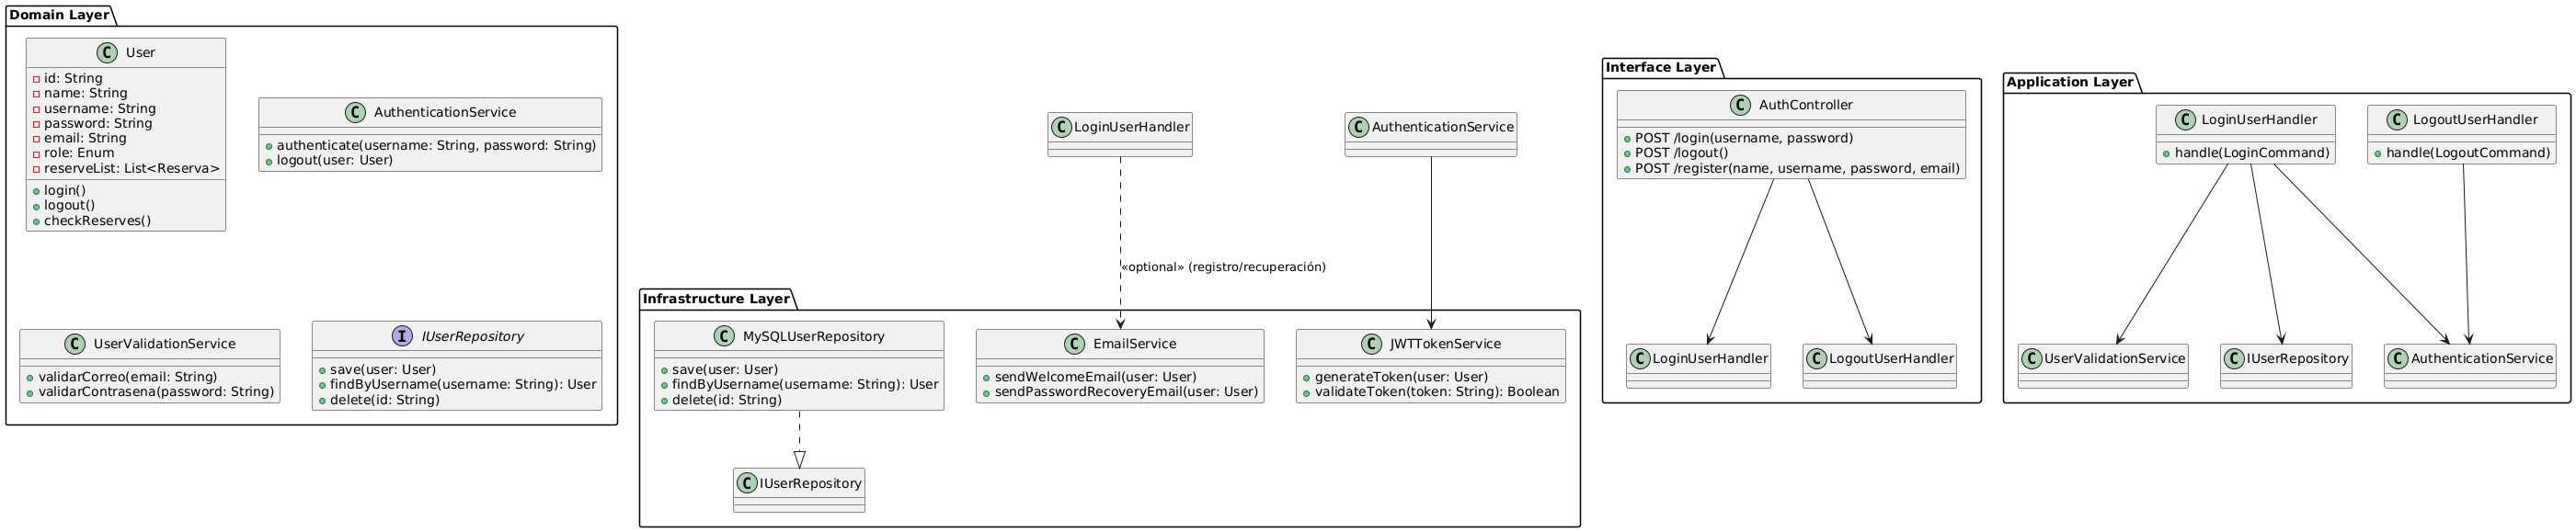 Domain Layer
C User
id: String
name: String
username: String
password: String
email: String
role: Enum
reserveList: List<Reserva>
login()
logout()
checkReserves()
C AuthenticationService
authenticate(username: String, password: String)
logout(user: User)
C UserValidationService
validarCorreo(email: String)
validarContrasena(password: String)
I IUserRepository
save(user: User)
findByUsername(username: String): User
delete(id: String)
C LoginUserHandler
C AuthenticationService
«optional» (registro/recuperación)
Infrastructure Layer
C MySQLUserRepository
save(user: User)
findByUsername(username: String): User
delete(id: String)
C EmailService
sendWelcomeEmail(user: User)
sendPasswordRecoveryEmail(user: User)
C JWTTokenService
generateToken(user: User)
validateToken(token: String): Boolean
C IUserRepository
Interface Layer
C AuthController
POST /login(username, password)
POST /logout()
POST /register(name, username, password, email)
C LoginUserHandler
C LogoutUserHandler
Application Layer
C LoginUserHandler
handle(LoginCommand)
C LogoutUserHandler
handle(LogoutCommand)
C UserValidationService
C IUserRepository
C AuthenticationService